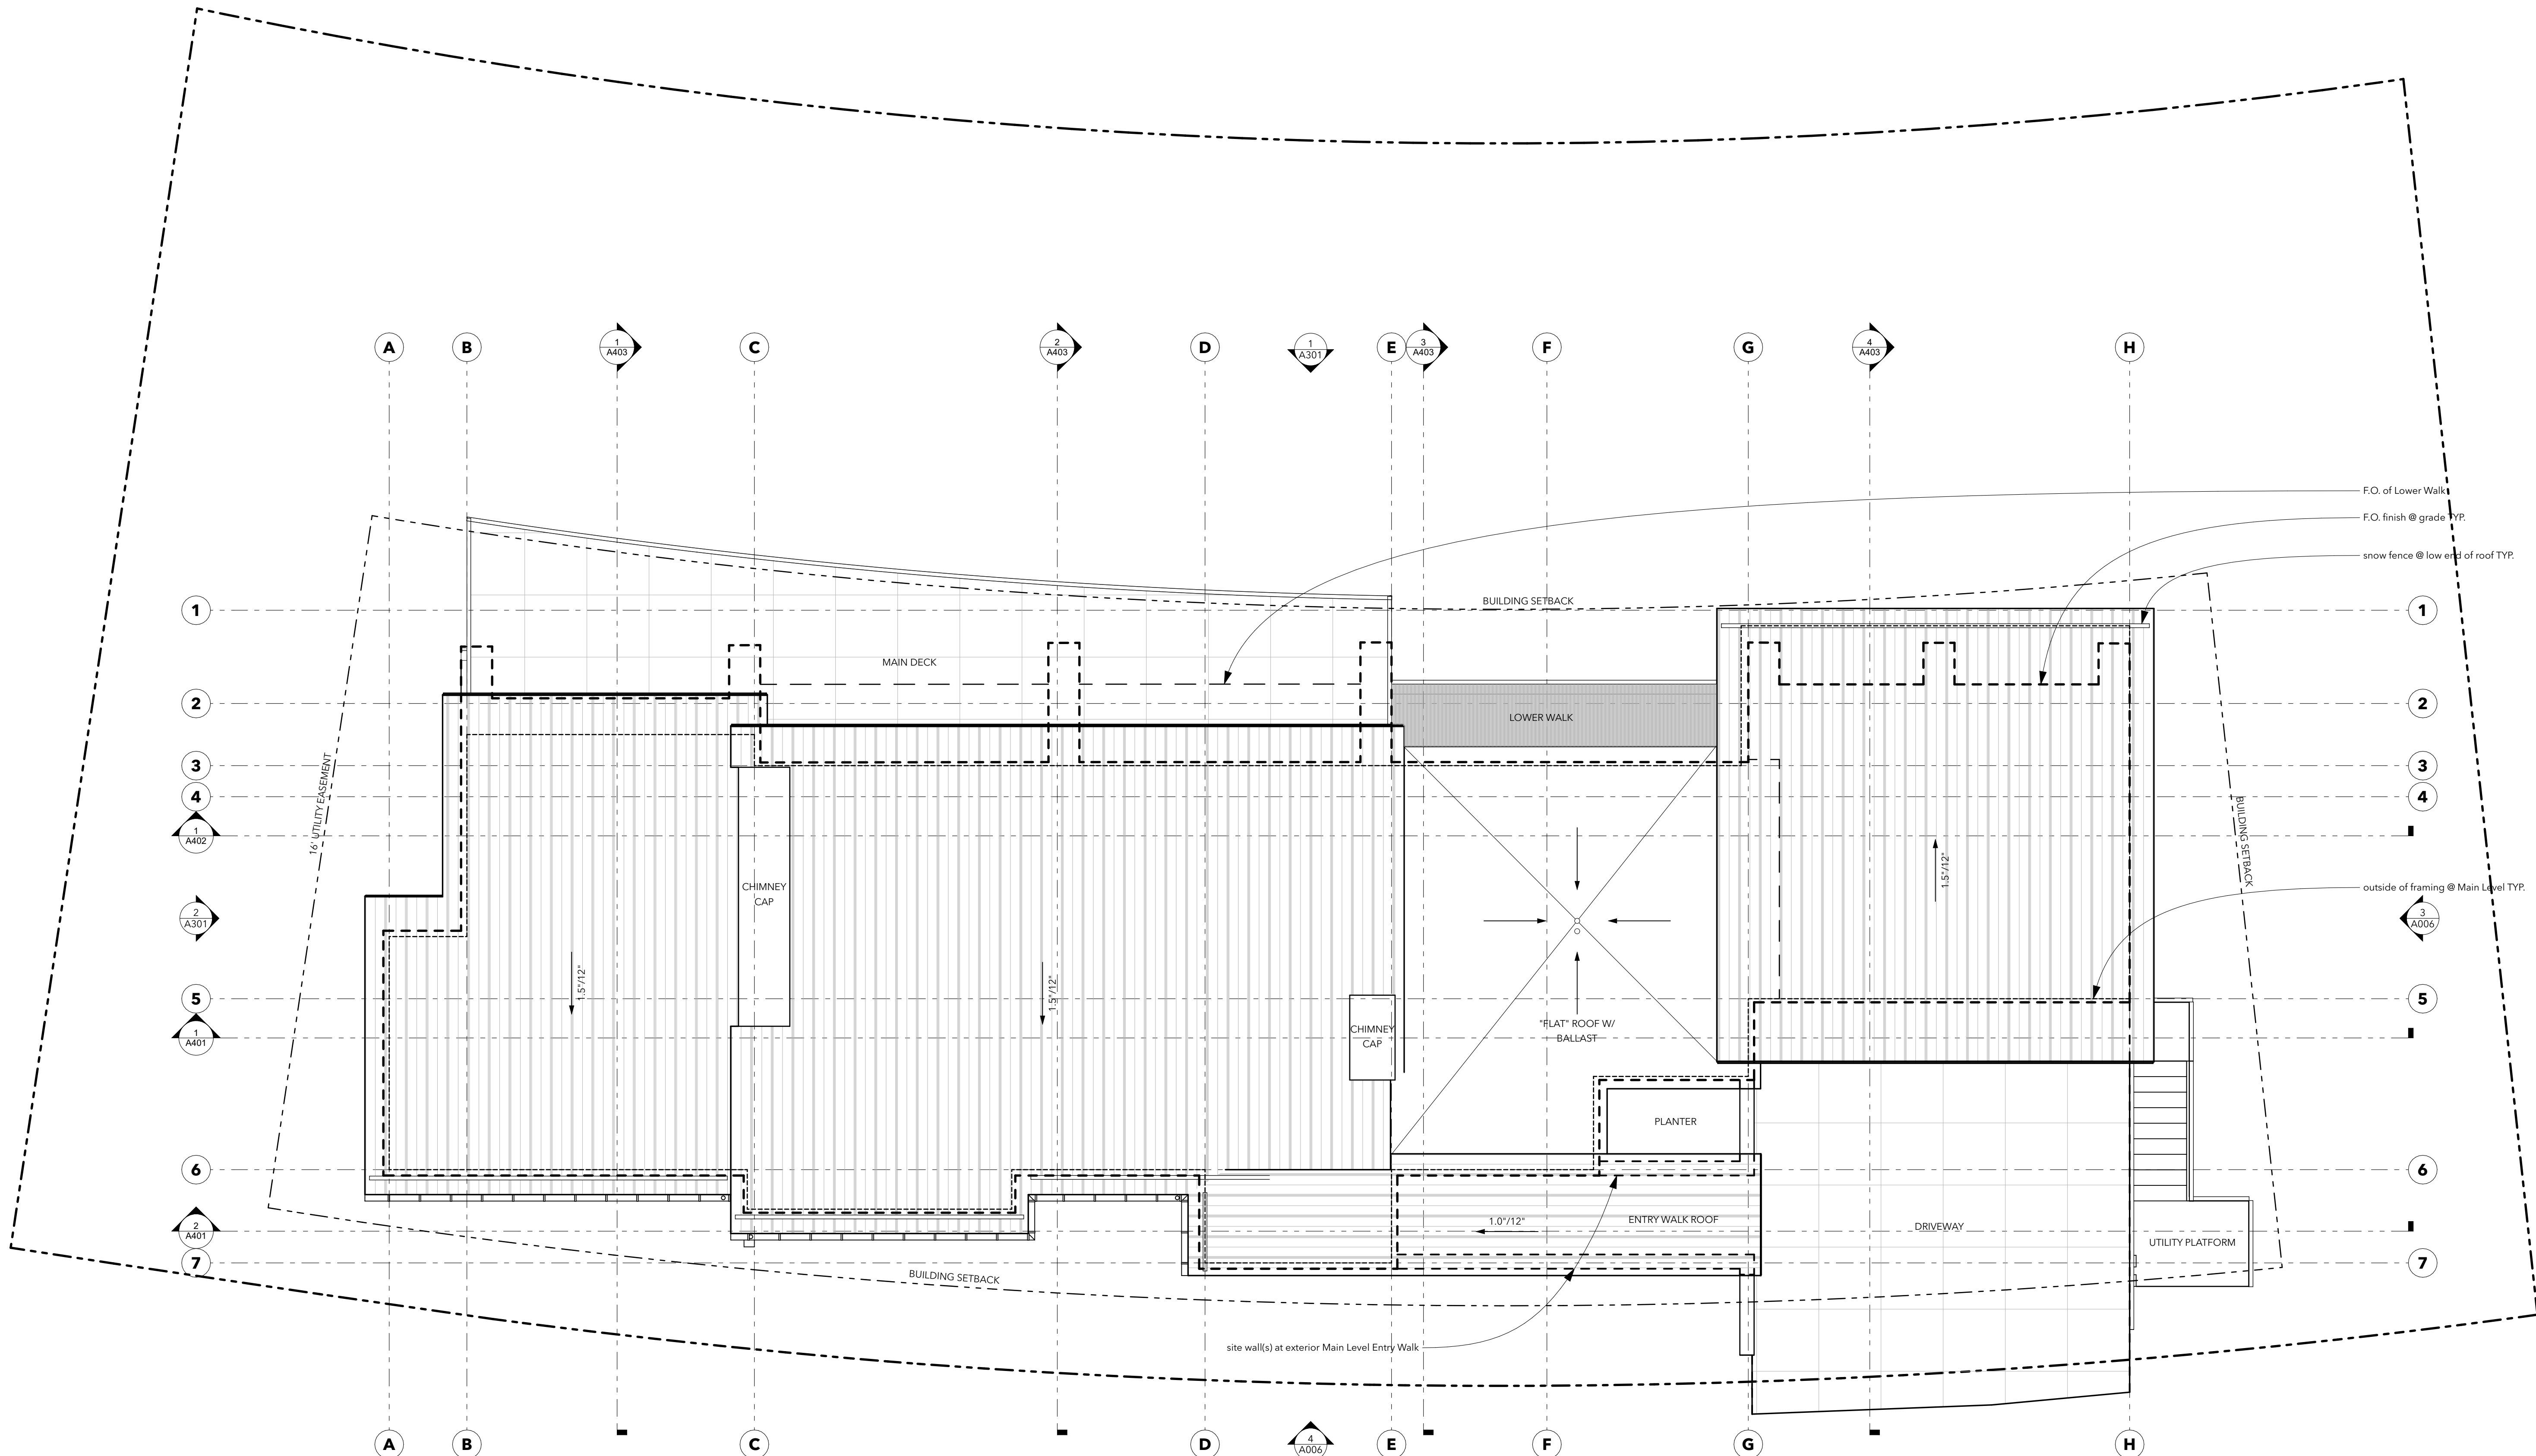 A
B
1
A403
C
2
A403
D
1
A301
E
3
A403
F
G
4
A403
H
F.O. of Lower Walk
F.O. finish @ grade TYP.
snow fence @ low end of roof TYP.
BUILDING SETBACK
1
1
MAIN DECK
2
LOWER WALK
2
16' UTILITY EASEMENT
3
3
4
4
BUILDING SETBACK
1
A402
1.5"/12"
CHIMNEY
CAP
outside of framing @ Main Level TYP.
2
A301
3
A006
1.5"/12"
1.5"/12"
5
5
"FLAT" ROOF W/
BALLAST
CHIMNEY
CAP
1
A401
PLANTER
6
6
1.0"/12"
ENTRY WALK ROOF
DRIVEWAY
2
A401
UTILITY PLATFORM
7
7
BUILDING SETBACK
site wall(s) at exterior Main Level Entry Walk
A
B
C
D
4
A006
E
F
G
H